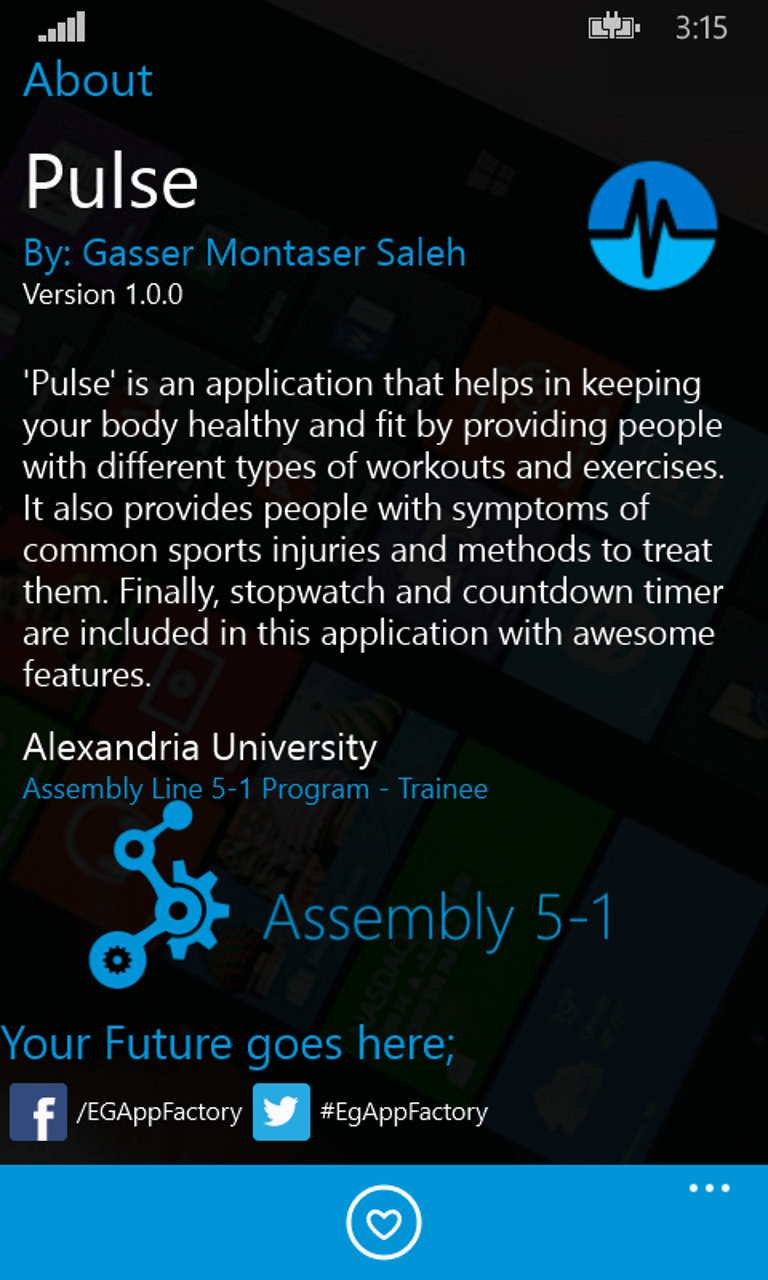 3:15
About
Pulse
By: Gasser Montaser Saleh
Version 1.0.0
'Pulse' is an application that helps in keeping
your body healthy and fit by providing people
with different types of workouts and exercises.
It also provides people with symptoms of
common sports injuries and methods to treat
them. Finally, stopwatch and countdown timer
are included in this application with awesome
features.
Alexandria University
Assembly Line 5-1 Program - Trainee
Assembly 5-1
NASDAQ
Your Future goes here;
f /EGAppFactory #EgAppFactory